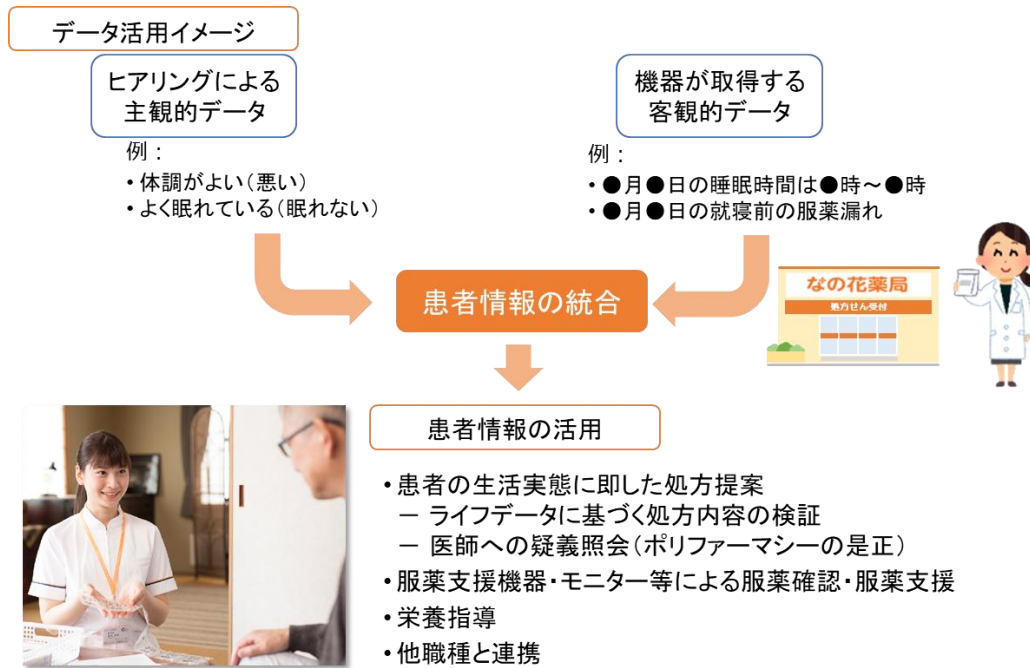 データ活用イメージ
ヒアリングによる
主観的データ
例：
・体調がよい（悪い）
・よく眠れている（眠れない）
機器が取得する
客観的データ
例：
・●月●日の睡眠時間は●時～●時
・●月●日の就寝前の服薬漏れ
患者情報の統合
なの花薬局
処方せん受付
患者情報の活用
・患者の生活実態に即した処方提案
－ ライフデータに基づく処方内容の検証
－ 医師への疑義照会（ポリファーマシーの是正）
・服薬支援機器・モニター等による服薬確認・服薬支援
・栄養指導
・他職種と連携